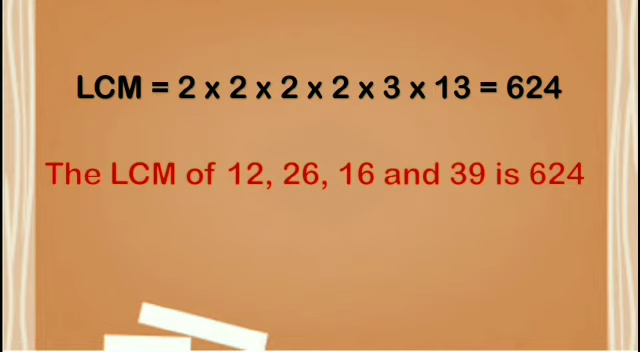 LCM = 2 x 2 x 2 x 2 x 3 x 13 = 624
The LCM of 12, 26, 16 and 39 is 624